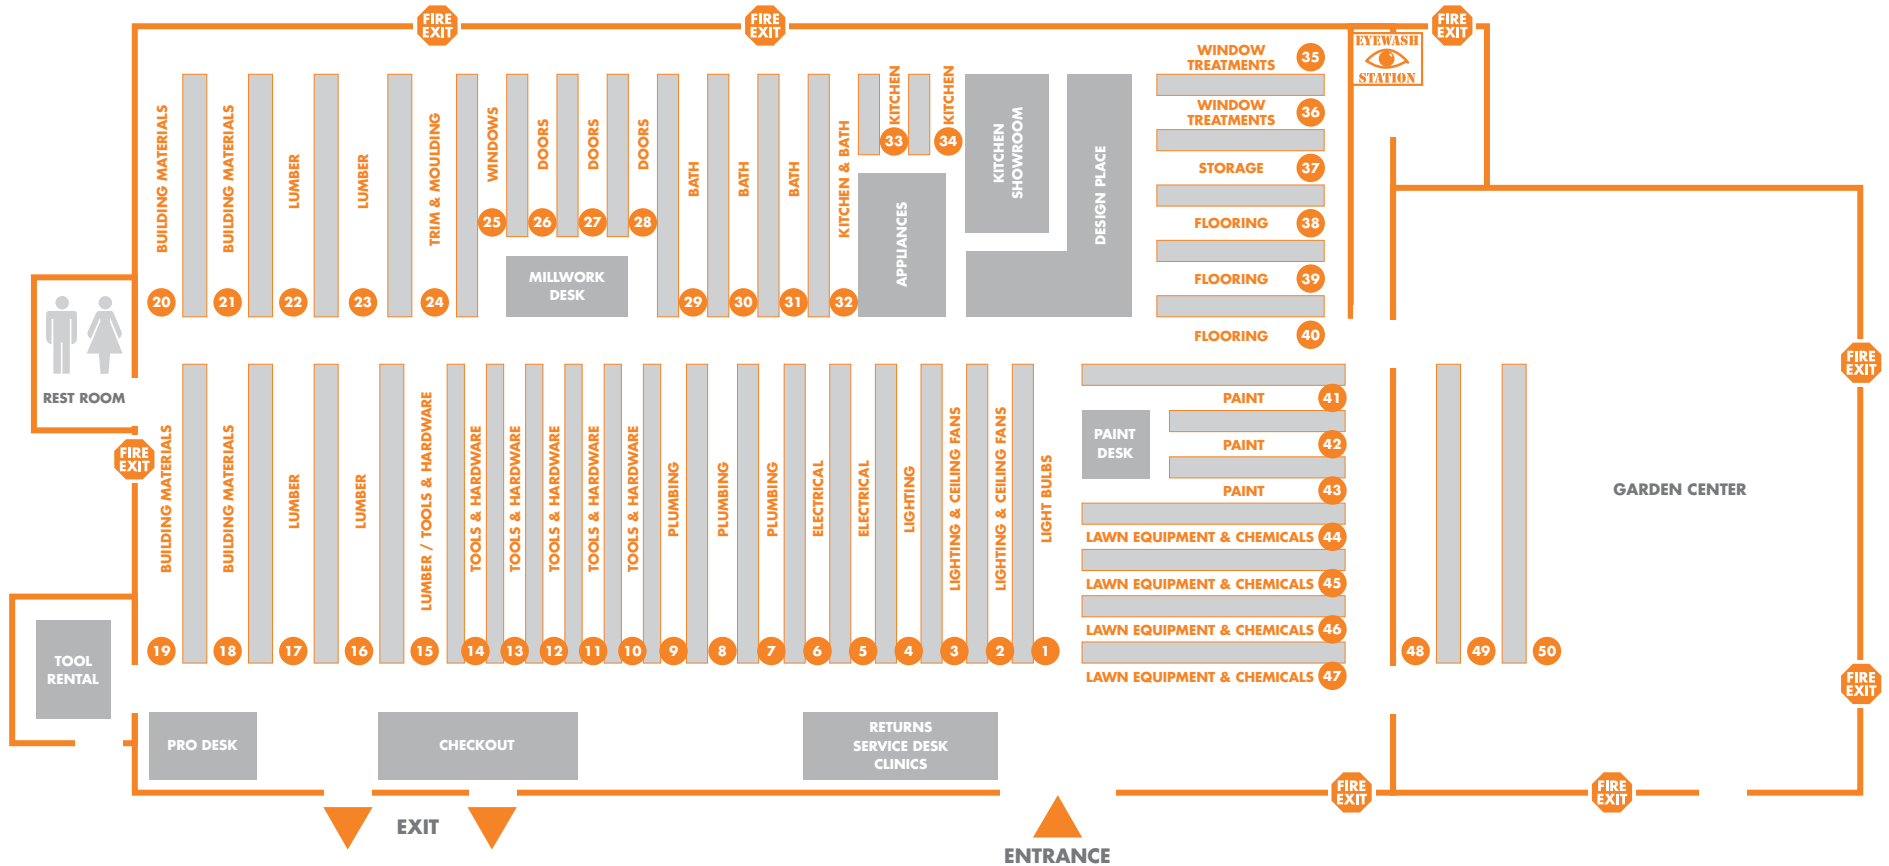 FIRE
EXIT
FIRE
EXIT
FIRE
EXIT
EYEWASH
STATION
BUILDING MATERIALS
20
BUILDING MATERIALS
21
LUMBER
22
LUMBER
23
TRIM & MOULDING
24
WINDOWS
25
DOORS
26
DOORS
27
DOORS
28
MILLWORK
DESK
BATH
29
BATH
30
BATH
31
KITCHEN & BATH
32
KITCHEN
33
KITCHEN
34
APPLIANCES
KITCHEN
SHOWROOM
DESIGN PLACE
WINDOW
TREATMENTS
35
WINDOW
TREATMENTS
36
STORAGE
37
FLOORING
38
FLOORING
39
FLOORING
40
REST ROOM
FIRE
EXIT
FIRE
EXIT
BUILDING MATERIALS
19
BUILDING MATERIALS
18
LUMBER
17
LUMBER
16
LUMBER / TOOLS & HARDWARE
15
TOOLS & HARDWARE
14
TOOLS & HARDWARE
13
TOOLS & HARDWARE
12
TOOLS & HARDWARE
11
TOOLS & HARDWARE
10
PLUMBING
9
PLUMBING
8
PLUMBING
7
ELECTRICAL
6
ELECTRICAL
5
LIGHTING
4
LIGHTING & CEILING FANS
3
LIGHTING & CEILING FANS
2
LIGHT BULBS
1
PAINT
DESK
PAINT
41
PAINT
42
PAINT
43
LAWN EQUIPMENT & CHEMICALS
44
LAWN EQUIPMENT & CHEMICALS
45
LAWN EQUIPMENT & CHEMICALS
46
LAWN EQUIPMENT & CHEMICALS
47
48
49
50
GARDEN CENTER
FIRE
EXIT
TOOL
RENTAL
PRO DESK
CHECKOUT
RETURNS
SERVICE DESK
CLINICS
FIRE
EXIT
FIRE
EXIT
EXIT
ENTRANCE